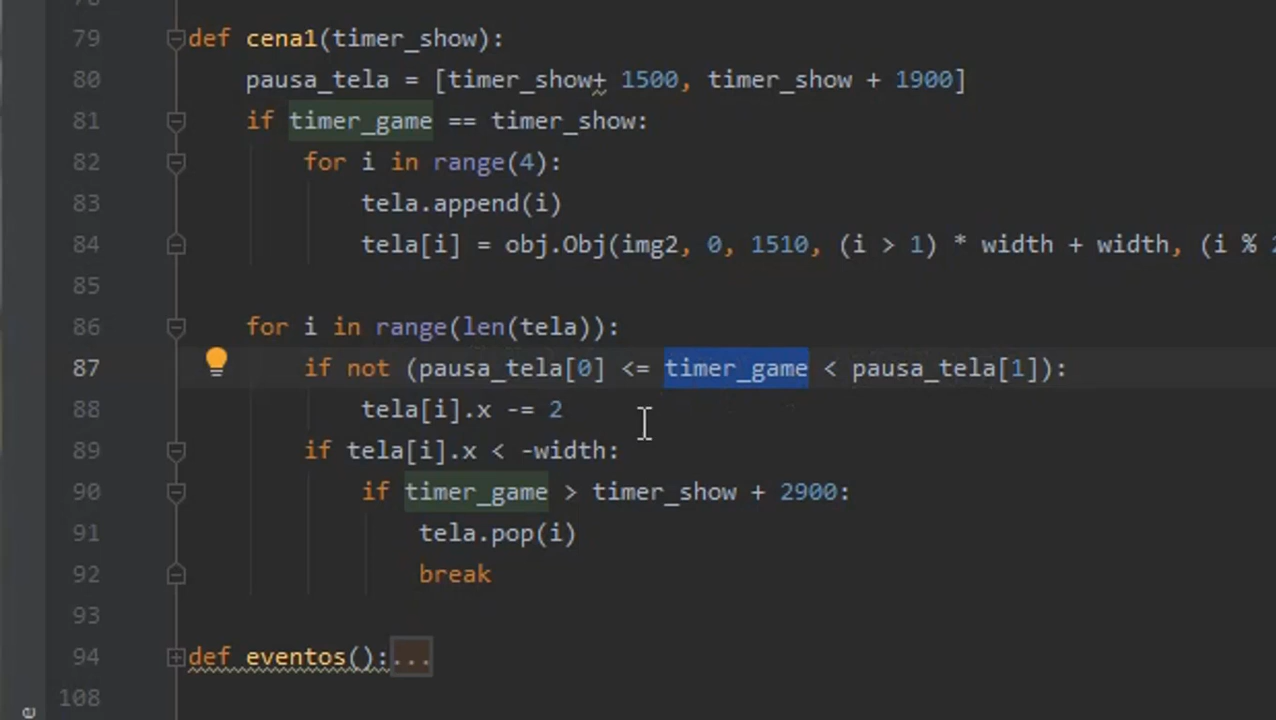 79 def cena1(timer_show):
80 pausa_tela = [timer_show+ 1500, timer_show + 1900]
81 if timer_game == timer_show:
82 for i in range(4):
83 tela.append(i)
84 tela[i] = obj.Obj(img2, 0, 1510, (i > 1) * width + width, (i %
85
86 for i in range(len(tela)):
87 if not (pausa_tela[0] <= timer_game < pausa_tela[1]):
88 tela[i].x -= 2
89 if tela[i].x < -width:
90 if timer_game > timer_show + 2900:
91 tela.pop(i)
92 break
93
94 def eventos():...
108
e